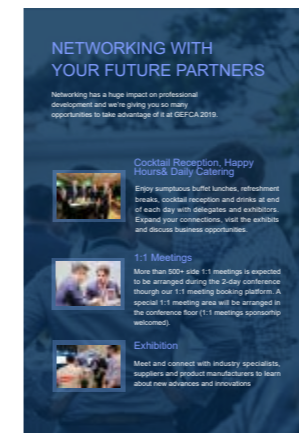 NETWORKING WITH
YOUR FUTURE PARTNERS
Networking has a huge impact on professional
development and we're giving you so many
opportunities to take advantage of it at GEFCA 2019.
Cocktail Reception, Happy
Hours& Daily Catering
Enjoy sumptuous buffet lunches, refreshment
breaks, cocktail reception and drinks at end
of each day with delegates and exhibitors.
Expand your connections, visit the exhibits
and discuss business opportunities.
1:1 Meetings
More than 500+ side 1:1 meetings is expected
to be arranged during the 2-day conference
thourgh our 1:1 meeting booking platform. A
special 1:1 meeting area will be arranged in
the conference floor (1:1 meetings sponsorhip
welcomed).
Exhibition
Meet and connect with industry specialists,
suppliers and product manufacturers to learn
about new advances and innovations